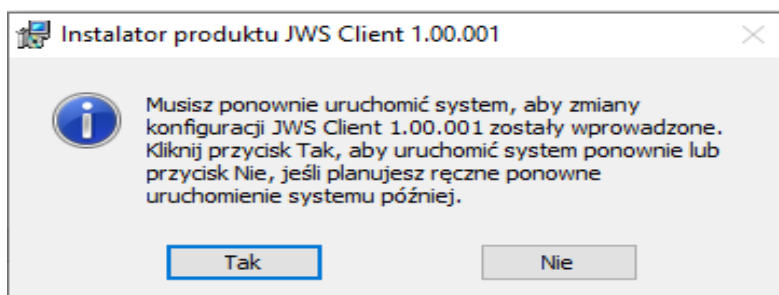 Instalator produktu JWS Client 1.00.001
Musisz ponownie uruchomić system, aby zmiany
konfiguracji JWS Client 1.00.001 zostały wprowadzone.
Kliknij przycisk Tak, aby uruchomić system ponownie lub
przycisk Nie, jeśli planujesz ręczne ponowne
uruchomienie systemu później.
Tak
Nie